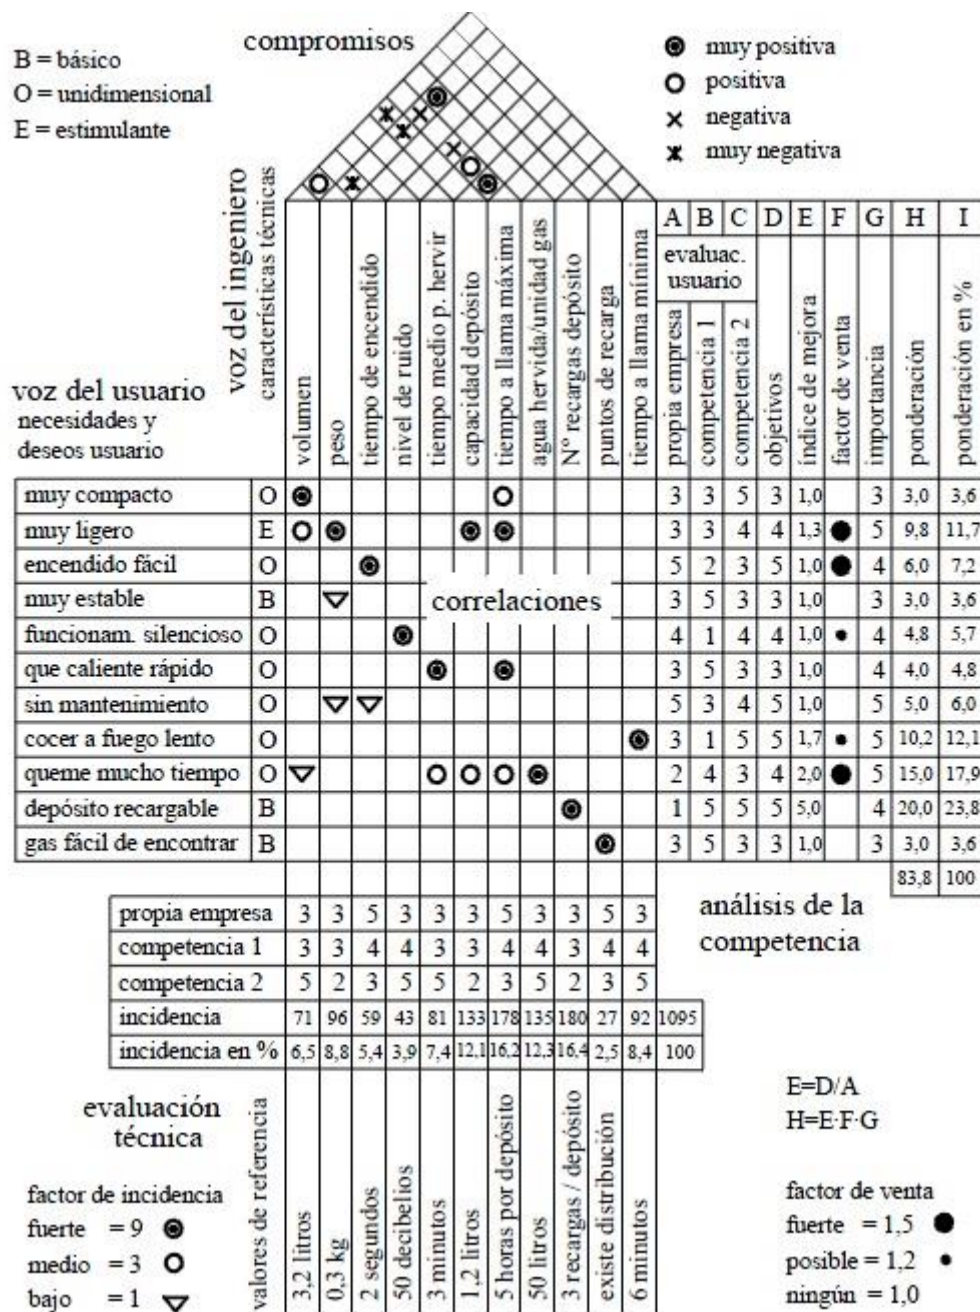 compromisos
B = básico
O = unidimensional
E = estimulante
muy positiva
positiva
negativa
muy negativa
voz del ingeniero
características técnicas
voz del usuario
necesidades y
deseos usuario
volumen
peso
tiempo de encendido
nivel de ruido
tiempo medio p. hervir
capacidad depósito
tiempo a llama máxima
agua hervida/unidad gas
Nº recargas depósito
puntos de recarga
tiempo a llama mínima
A B C D E F G H I
evaluac.
usuario
propia empresa
competencia 1
competencia 2
objetivos
índice de mejora
factor de venta
importancia
ponderación
ponderación en %
muy compacto O 3 3 5 3 1,0 3 3,0 3,6
muy ligero E 3 3 4 4 1,3 5 9,8 11,7
encendido fácil O 5 2 3 5 1,0 4 6,0 7,2
muy estable B 3 5 3 3 1,0 3 3,0 3,6
correlaciones
funcionam. silencioso O 4 1 4 4 1,0 4 4,8 5,7
que caliente rápido O 3 5 3 3 1,0 4 4,0 4,8
sin mantenimiento O 5 3 4 5 1,0 5 5,0 6,0
cocer a fuego lento O 3 1 5 5 1,7 5 10,2 12,1
queme mucho tiempo O 2 4 3 4 2,0 5 15,0 17,9
depósito recargable B 1 5 5 5 5,0 4 20,0 23,8
gas fácil de encontrar B 3 5 3 3 1,0 3 3,0 3,6
83,8 100
análisis de la
competencia
propia empresa 3 3 5 3 3 3 5 3 3 5 3
competencia 1 3 3 4 4 3 3 4 4 3 4 4
competencia 2 5 2 3 5 5 2 3 5 2 3 5
incidencia 71 96 59 43 81 133 178 135 180 27 92 1095
incidencia en % 6,5 8,8 5,4 3,9 7,4 12,1 16,2 12,3 16,4 2,5 8,4 100
evaluación
técnica
valores de referencia
3,2 litros
0,3 kg
2 segundos
50 decibelios
3 minutos
1,2 litros
5 horas por depósito
50 litros
3 recargas / depósito
existe distribución
6 minutos
factor de incidencia
fuerte = 9
medio = 3
bajo = 1
E=D/A
H=E·F·G
factor de venta
fuerte = 1,5
posible = 1,2
ningún = 1,0